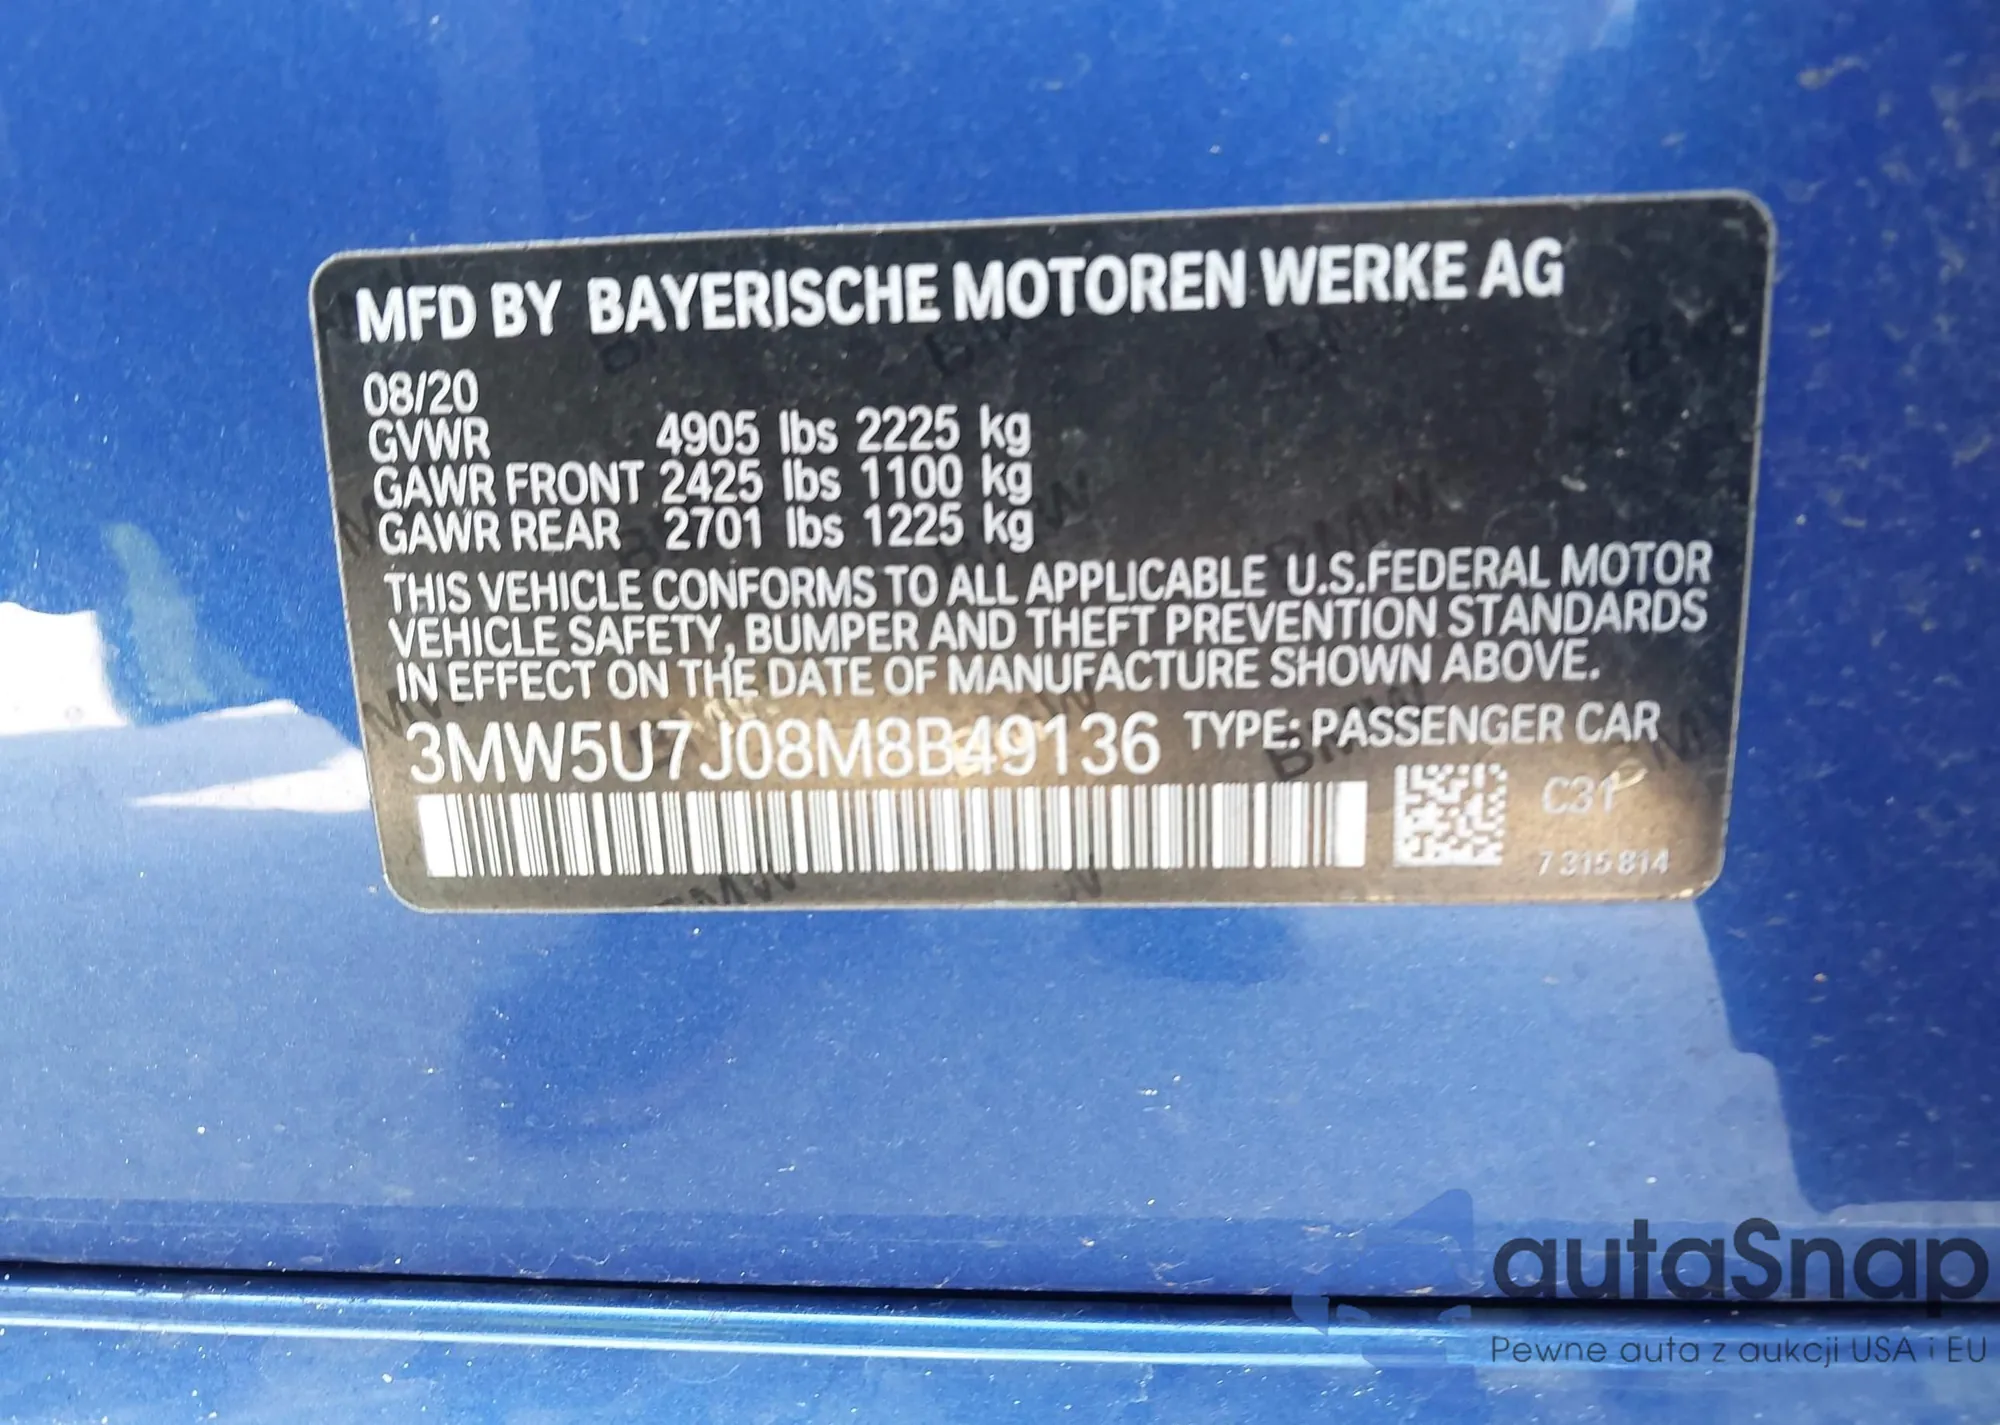 MFD BY BAYERISCHE MOTOREN WERKE AG
08/20
GVWR 4905 lbs 2225 kg
GAWR FRONT 2425 lbs 1100 kg
GAWR REAR 2701 lbs 1225 kg
THIS VEHICLE CONFORMS TO ALL APPLICABLE U.S.FEDERAL MOTOR
VEHICLE SAFETY, BUMPER AND THEFT PREVENTION STANDARDS
IN EFFECT ON THE DATE OF MANUFACTURE SHOWN ABOVE.
3MW5U7J08M8B49136 TYPE: PASSENGER CAR
C31
7 315 814
autaSnap
Pewne auta z aukcji USA i EU